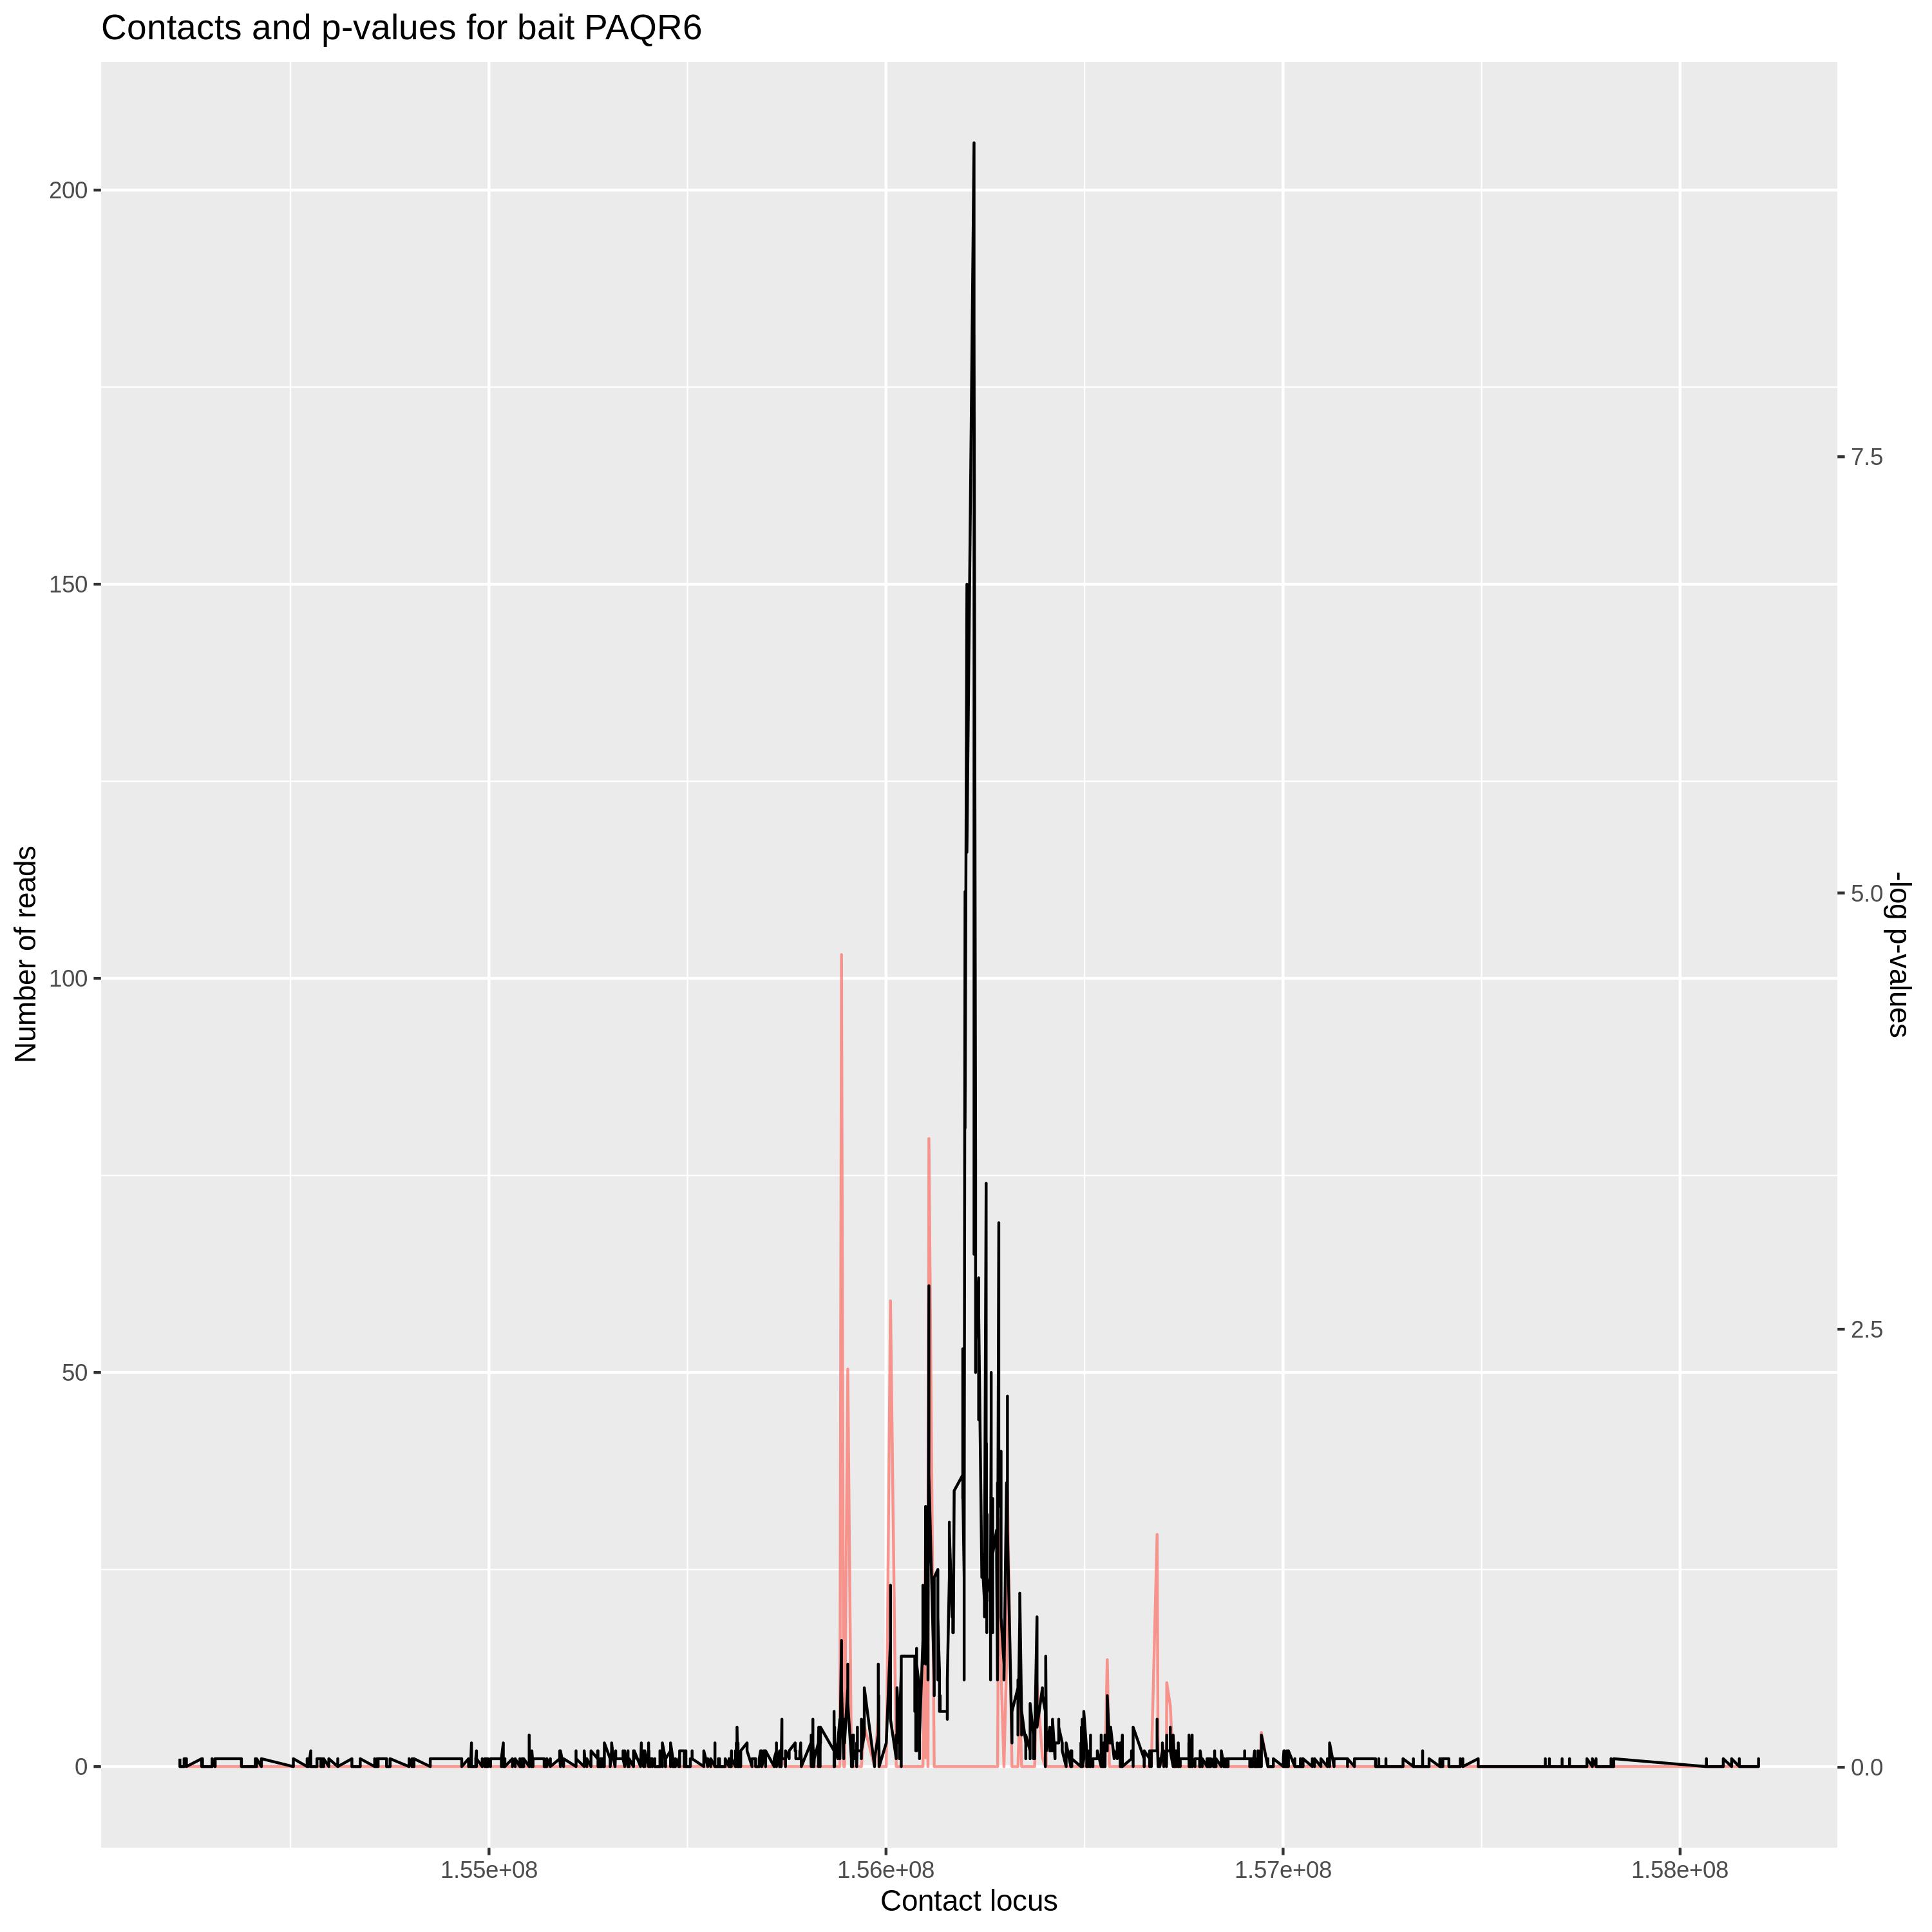 Contacts and p-values for bait PAQR6
200
150
100
50
0
Number of reads
7.5
5.0
2.5
0.0
-log p-values
1.55e+08
1.56e+08
1.57e+08
1.58e+08
Contact locus